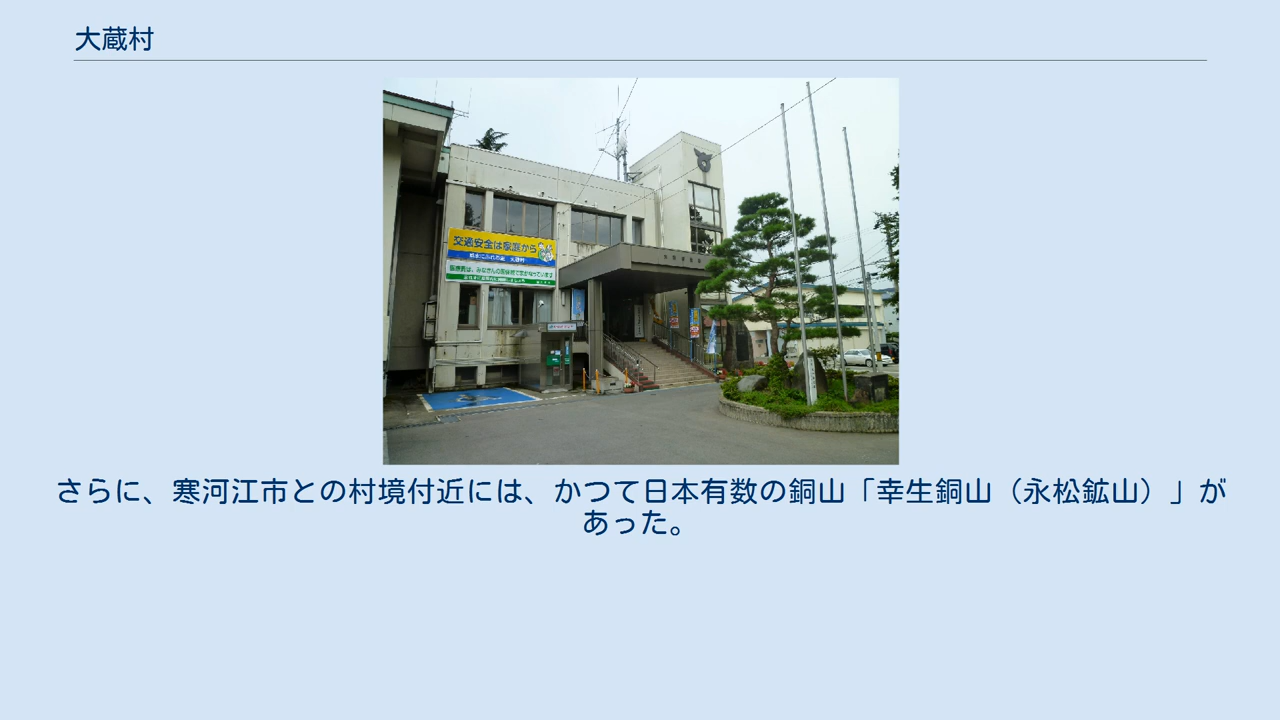 大蔵村
交通安全は家庭から
さらに、寒河江市との村境付近には、かつて日本有数の銅山「幸生銅山（永松鉱山）」が
あった。